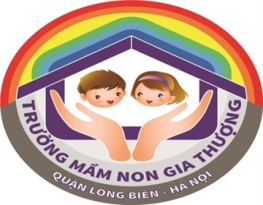 TRƯỜNG MẦM NON GIA THƯỢNG
QUẬN LONG BIÊN - HÀ NỘI